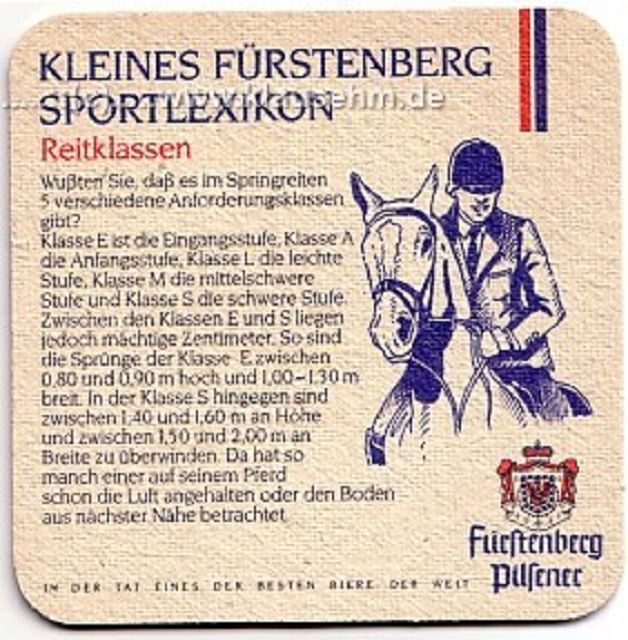 KLEINES FÜRSTENBERG
SPORTLEXIKON
Reitklassen
Wußten Sie, daß es im Springreiten
5 verschiedene Anforderungsklassen
gibt?
Klasse E ist die Eingangsstufe, Klasse A
die Anfangsstufe, Klasse L die leichte
Stufe, Klasse M die mittelschwere
Stufe und Klasse S die schwere Stufe.
Zwischen den Klassen E und S liegen
jedoch mächtige Zentimeter. So sind
die Sprünge der Klasse E zwischen
0,80 und 0,90 m hoch und 1,00–1,30 m
breit. In der Klasse S hingegen sind
zwischen 1,40 und 1,60 m an Höhe
und zwischen 1,50 und 2,00 m an
Breite zu überwinden. Da hat so
manch einer auf seinem Pferd
schon die Luft angehalten oder den Boden
aus nächster Nähe betrachtet.
Fürstenberg
Pilsener
IN DER TAT EINES DER BESTEN BIERE DER WELT